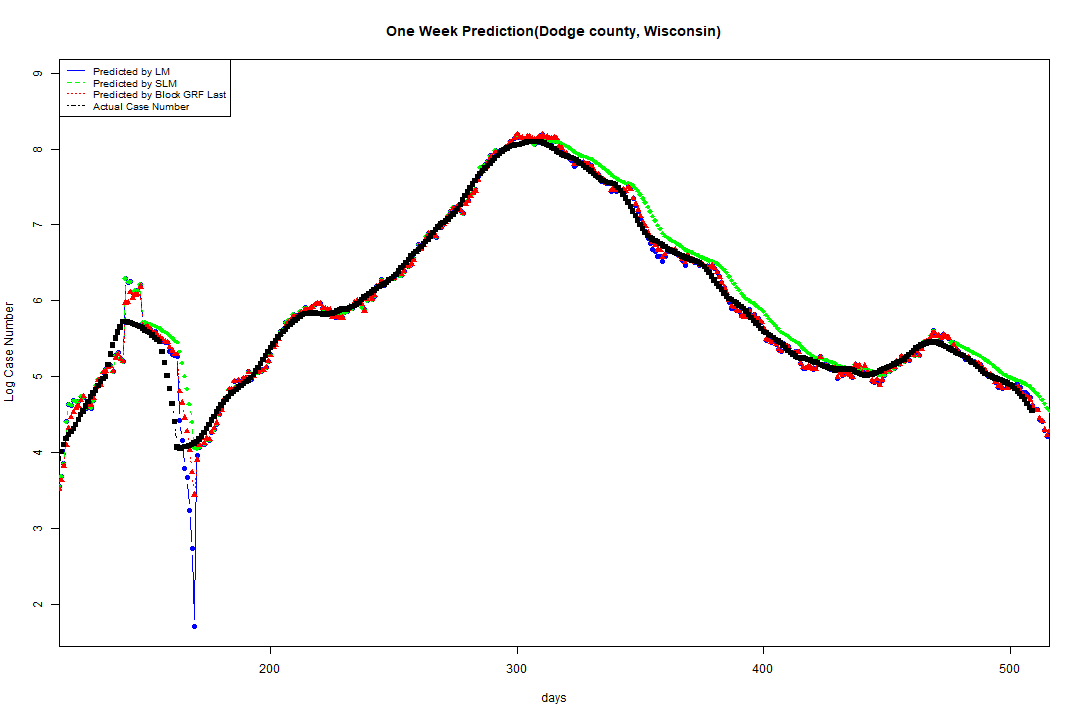 One Week Prediction(Dodge county, Wisconsin)
Predicted by LM
Predicted by SLM
Predicted by Block GRF Last
Actual Case Number
Log Case Number
9
8
7
6
5
4
3
2
200 300 400 500
days